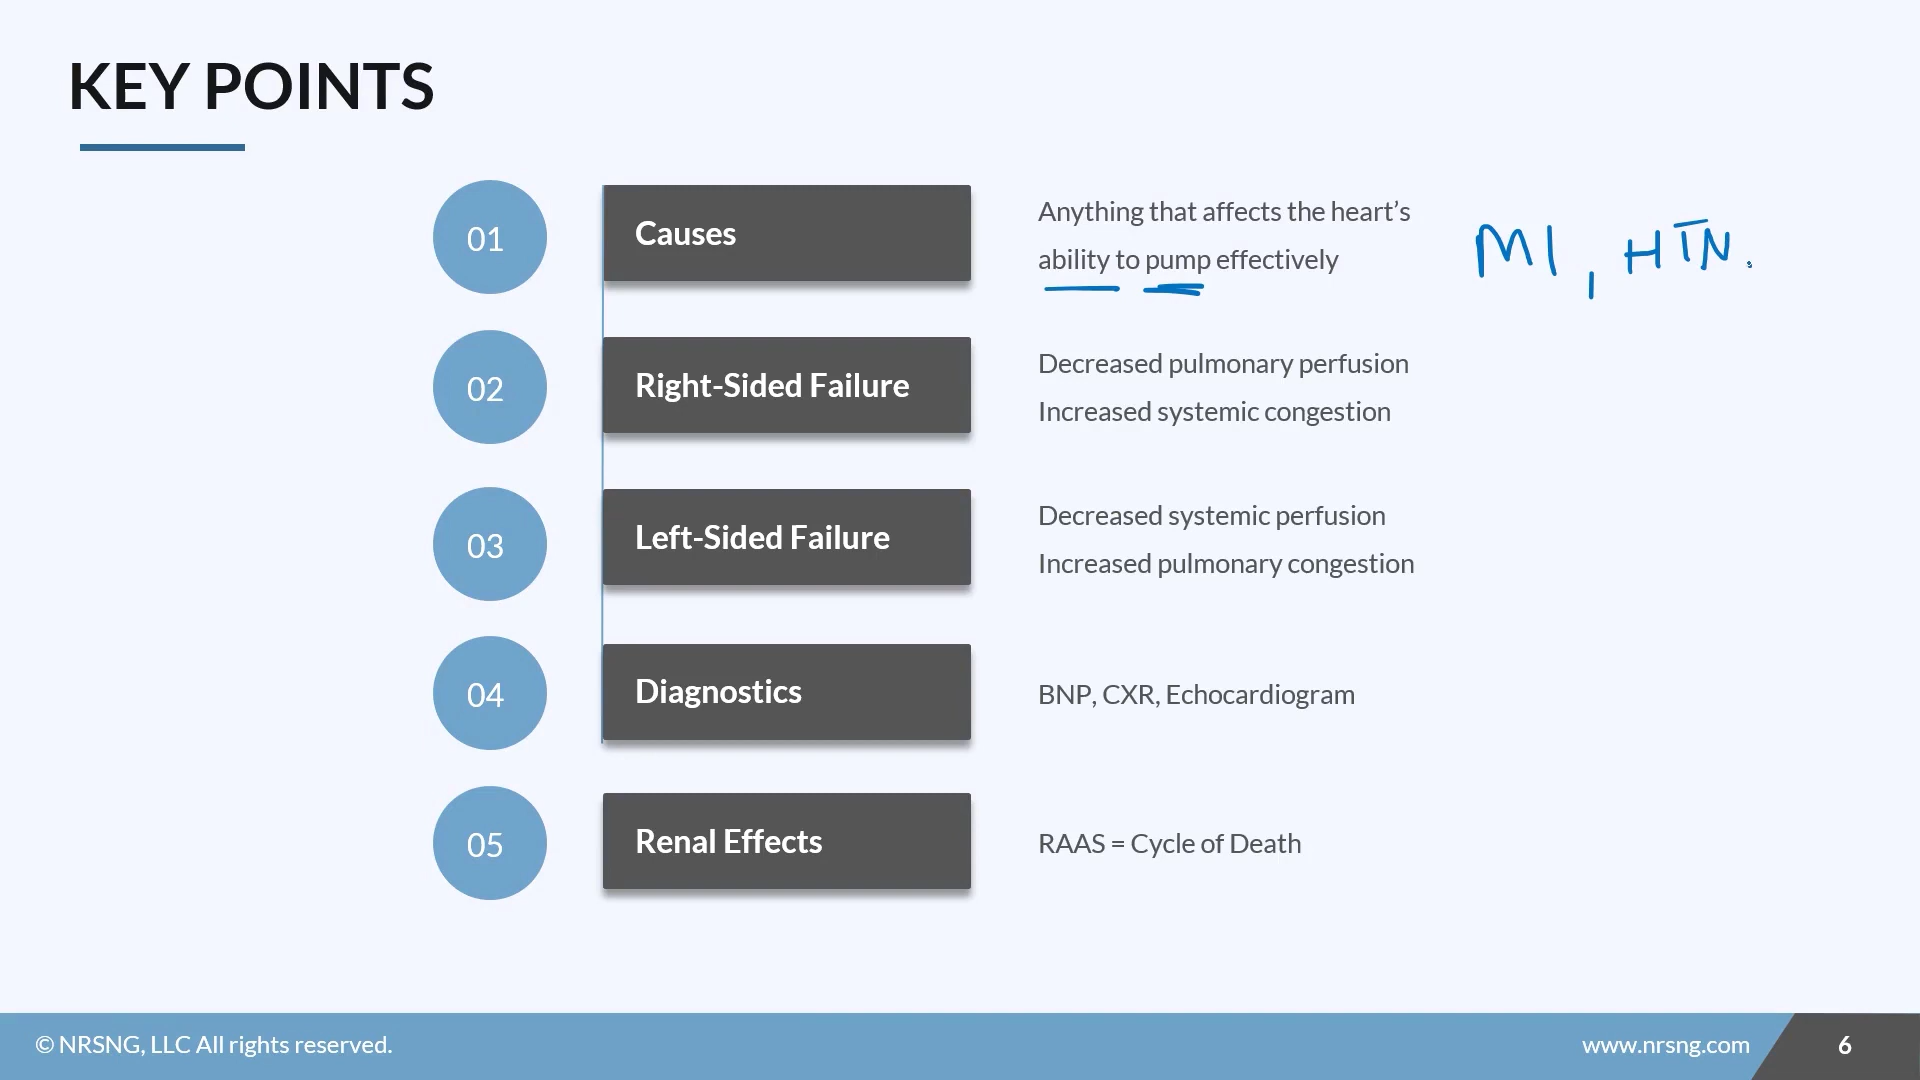 KEY POINTS
01
Causes
Anything that affects the heart’s
ability to pump effectively
MI, HTN.
02
Right-Sided Failure
Decreased pulmonary perfusion
Increased systemic congestion
03
Left-Sided Failure
Decreased systemic perfusion
Increased pulmonary congestion
04
Diagnostics
BNP, CXR, Echocardiogram
05
Renal Effects
RAAS = Cycle of Death
© NRSNG, LLC All rights reserved.
www.nrsng.com
6